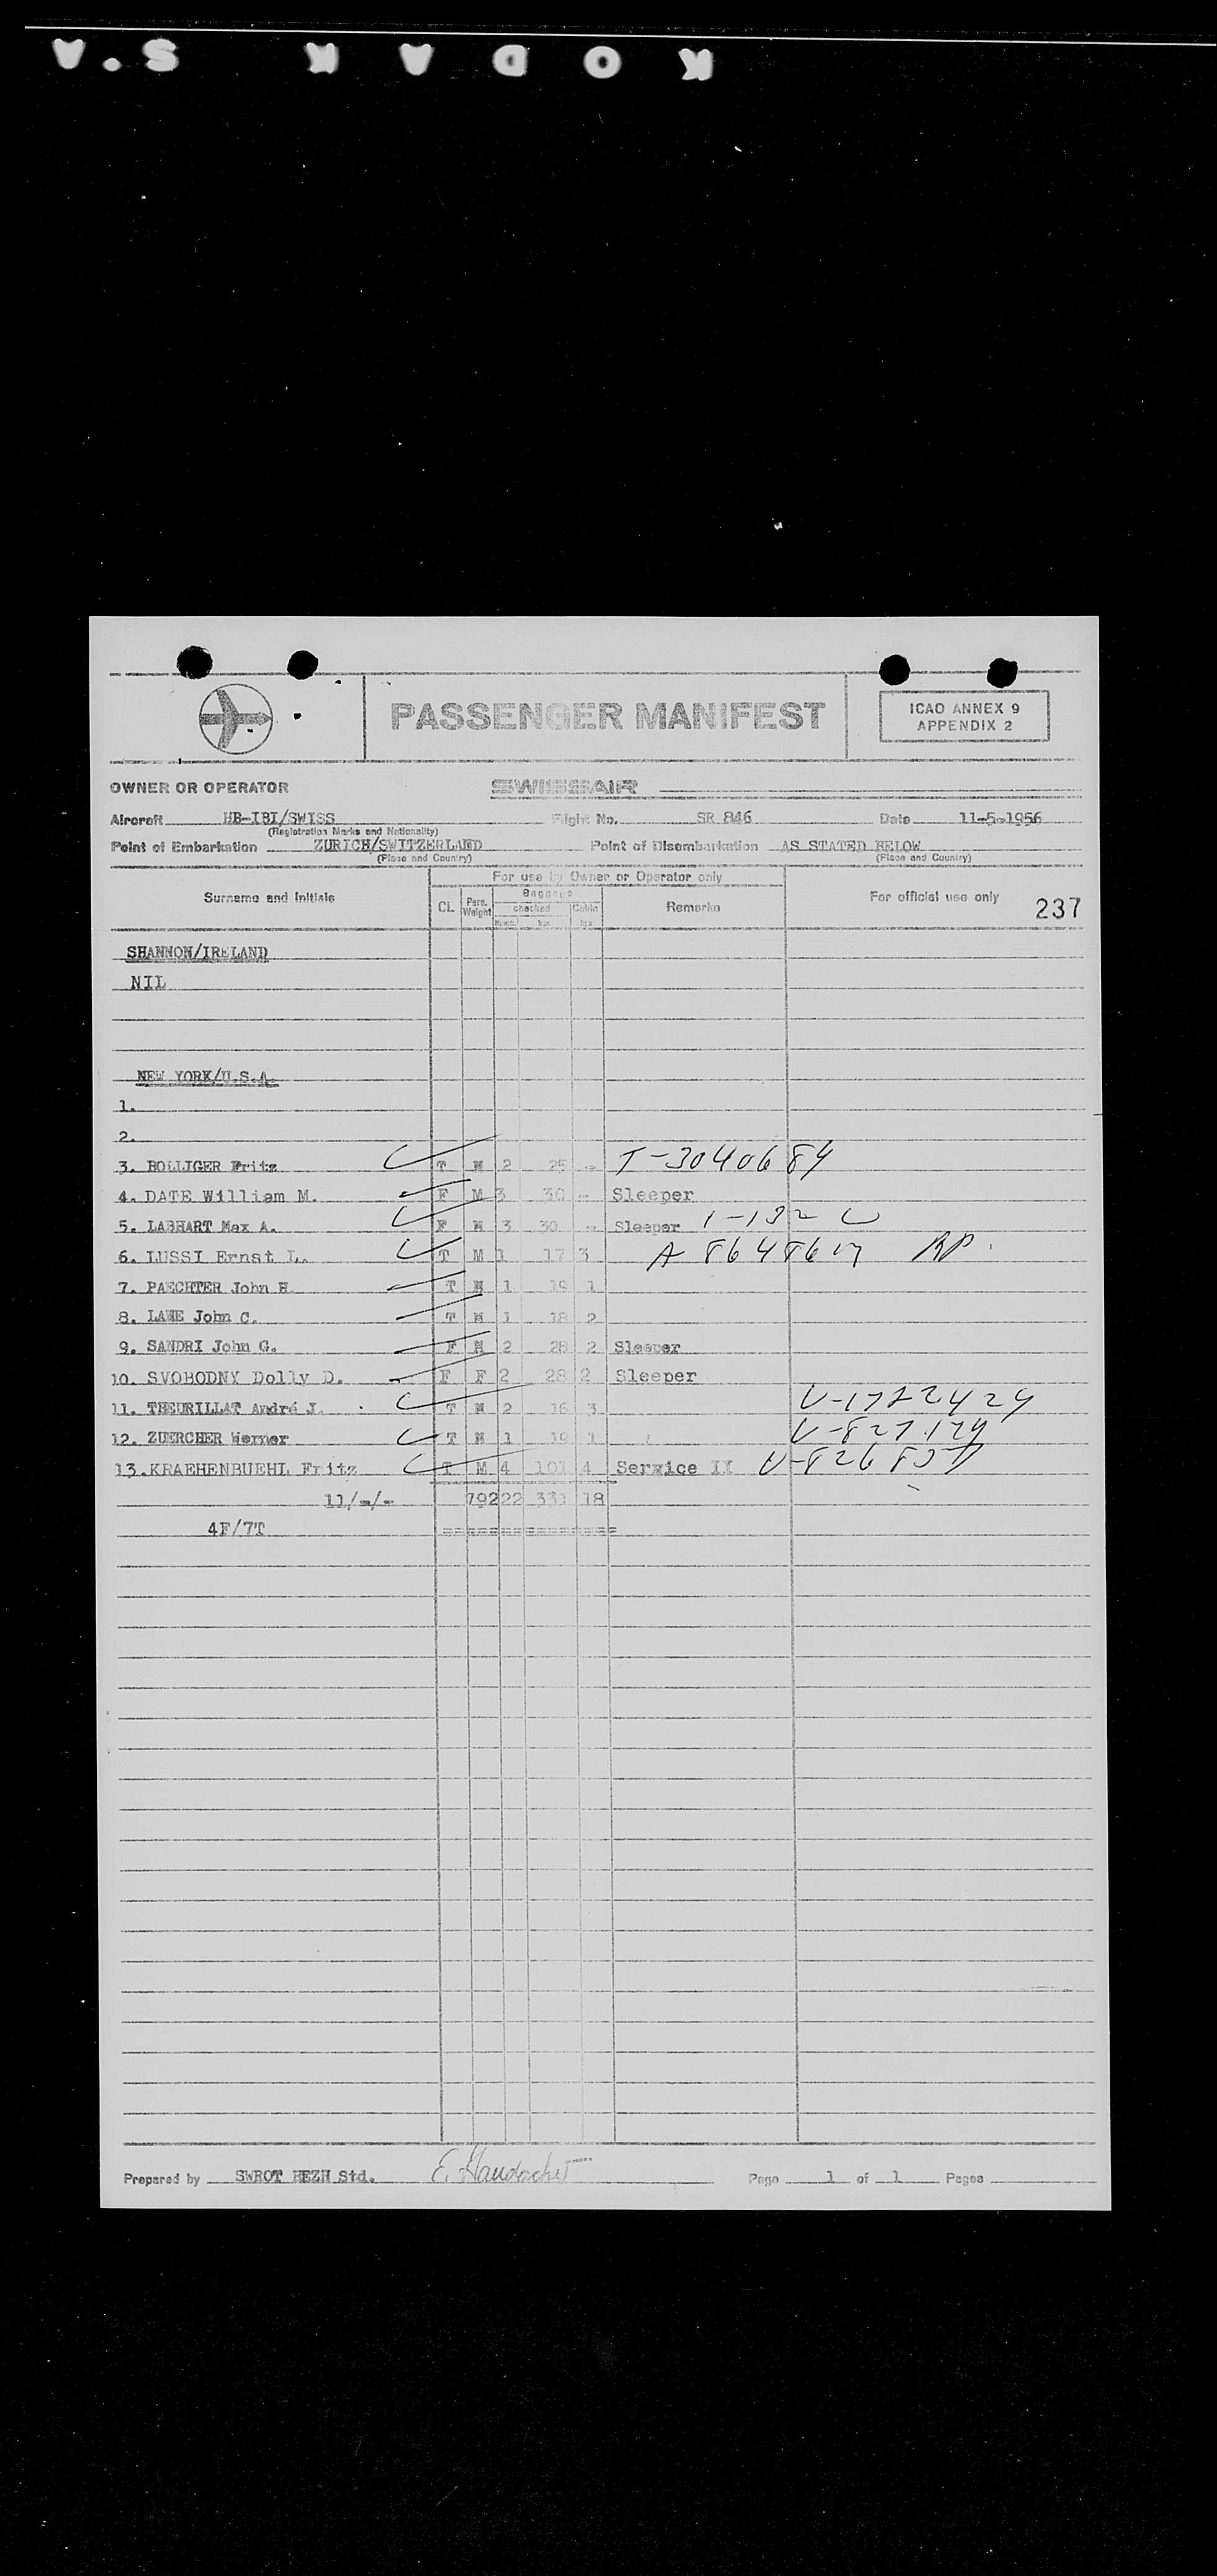 KODAK S.A
PASSENGER MANIFEST
ICAO ANNEX 9
APPENDIX 2
OWNER OR OPERATOR SWISSAIR
Aircraft HB-IBI/SWISS Flight No. SR 846 Date 11-5-1956
(Registration Marks and Nationality)
Point of Embarkation ZURICH/SWITZERLAND Point of Disembarkation AS STATED BELOW
(Place and Country) (Place and Country)
For use by Owner or Operator only
Surname and Initials Cl. Pers. Weight Baggage checked Cabin Remarks For official use only 237
SHANNON/IRELAND
NIL
NEW YORK/U.S.A.
1.
2.
3. BOLLIGER Fritz T M 2 25 - T-3040684
4. DATE William M. F M 3 30 - Sleeper
5. LABHART Max A. F M 3 30 - Sleeper
6. LUSSI Ernst L. T M 1 17 3
7. PAECHTER John H. T M 1 19 1
8. LANE John C. T M 1 18 2
9. SANDRI John G. F M 2 28 2 Sleeper
10. SVOBODNY Dolly D. F F 2 28 2 Sleeper
11. THEURILLAT André J. T M 2 16 3 V-1722424
12. ZUERCHER Werner T M 1 19 1 V-827174
13. KRAEHENBUEHL Fritz T M 4 101 4 Service II
11/-/- 792 22 331 18
4F/7T ================
Prepared by SWROT HEZH Std. Page 1 of 1 Pages